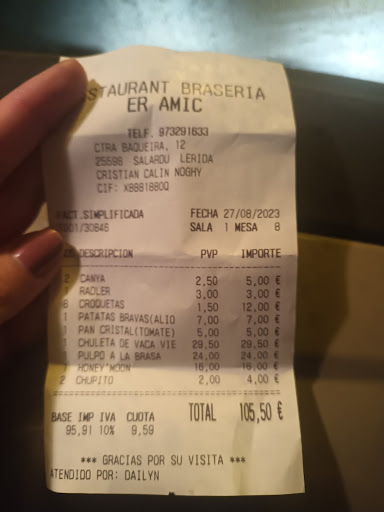 STAURANT BRASERIA
ER AMIC
TELF. 973291633
CTRA BAQUEIRA, 12
25598 SALARDU LERIDA
CRISTIAN CALIN NOGHY
CIF: X8881880Q
FACT.SIMPLIFICADA FECHA 27/08/2023
001/30846 SALA 1 MESA 8
DESCRIPCION PVP IMPORTE
2 CANYA 2,50 5,00 €
1 RADLER 3,00 3,00 €
CROQUETAS 1,50 12,00 €
1 PATATAS BRAVAS(ALIO 7,00 7,00 €
1 PAN CRISTAL(TOMATE) 5,00 5,00 €
1 CHULETA DE VACA VIE 29,50 29,50 €
1 PULPO A LA BRASA 24,00 24,00 €
1 HONEY MOON 16,00 16,00 €
2 CHUPITO 2,00 4,00 €
BASE IMP IVA CUOTA TOTAL 105,50 €
95,91 10% 9,59
*** GRACIAS POR SU VISITA ***
ATENDIDO POR: DAILYN